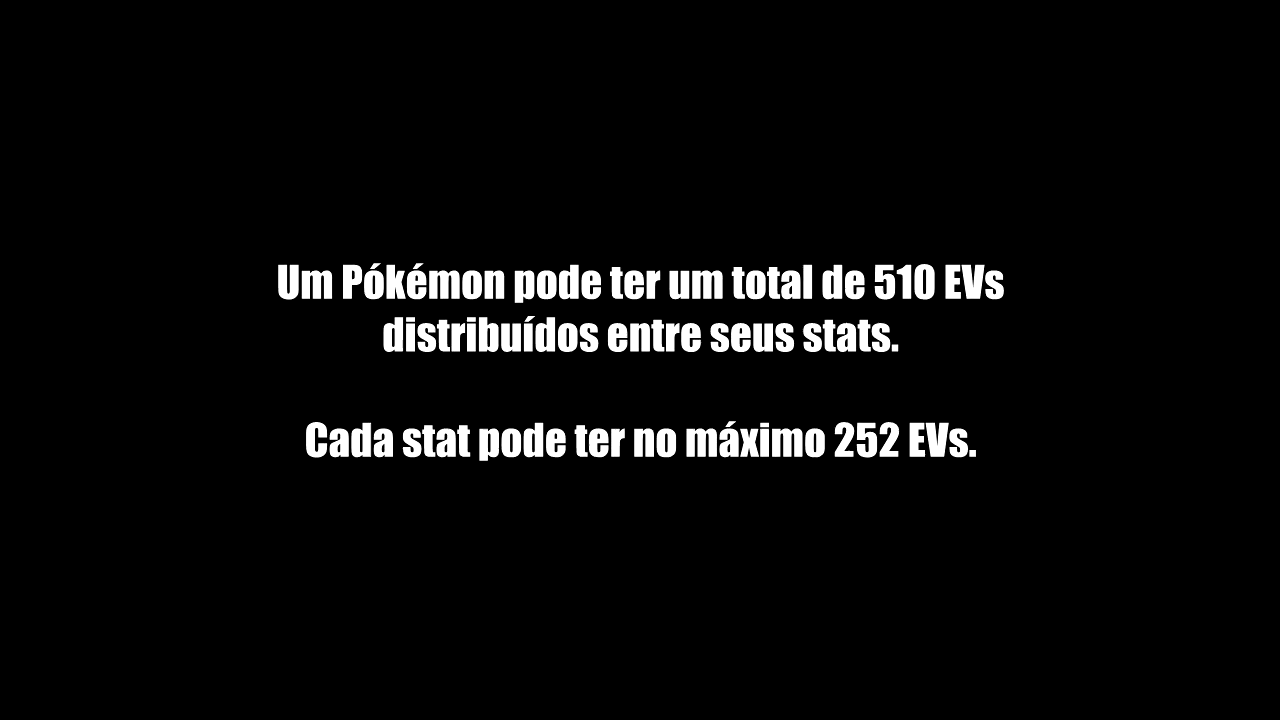 Um Pókémon pode ter um total de 510 EVs
distribuídos entre seus stats.
Cada stat pode ter no máximo 252 EVs.